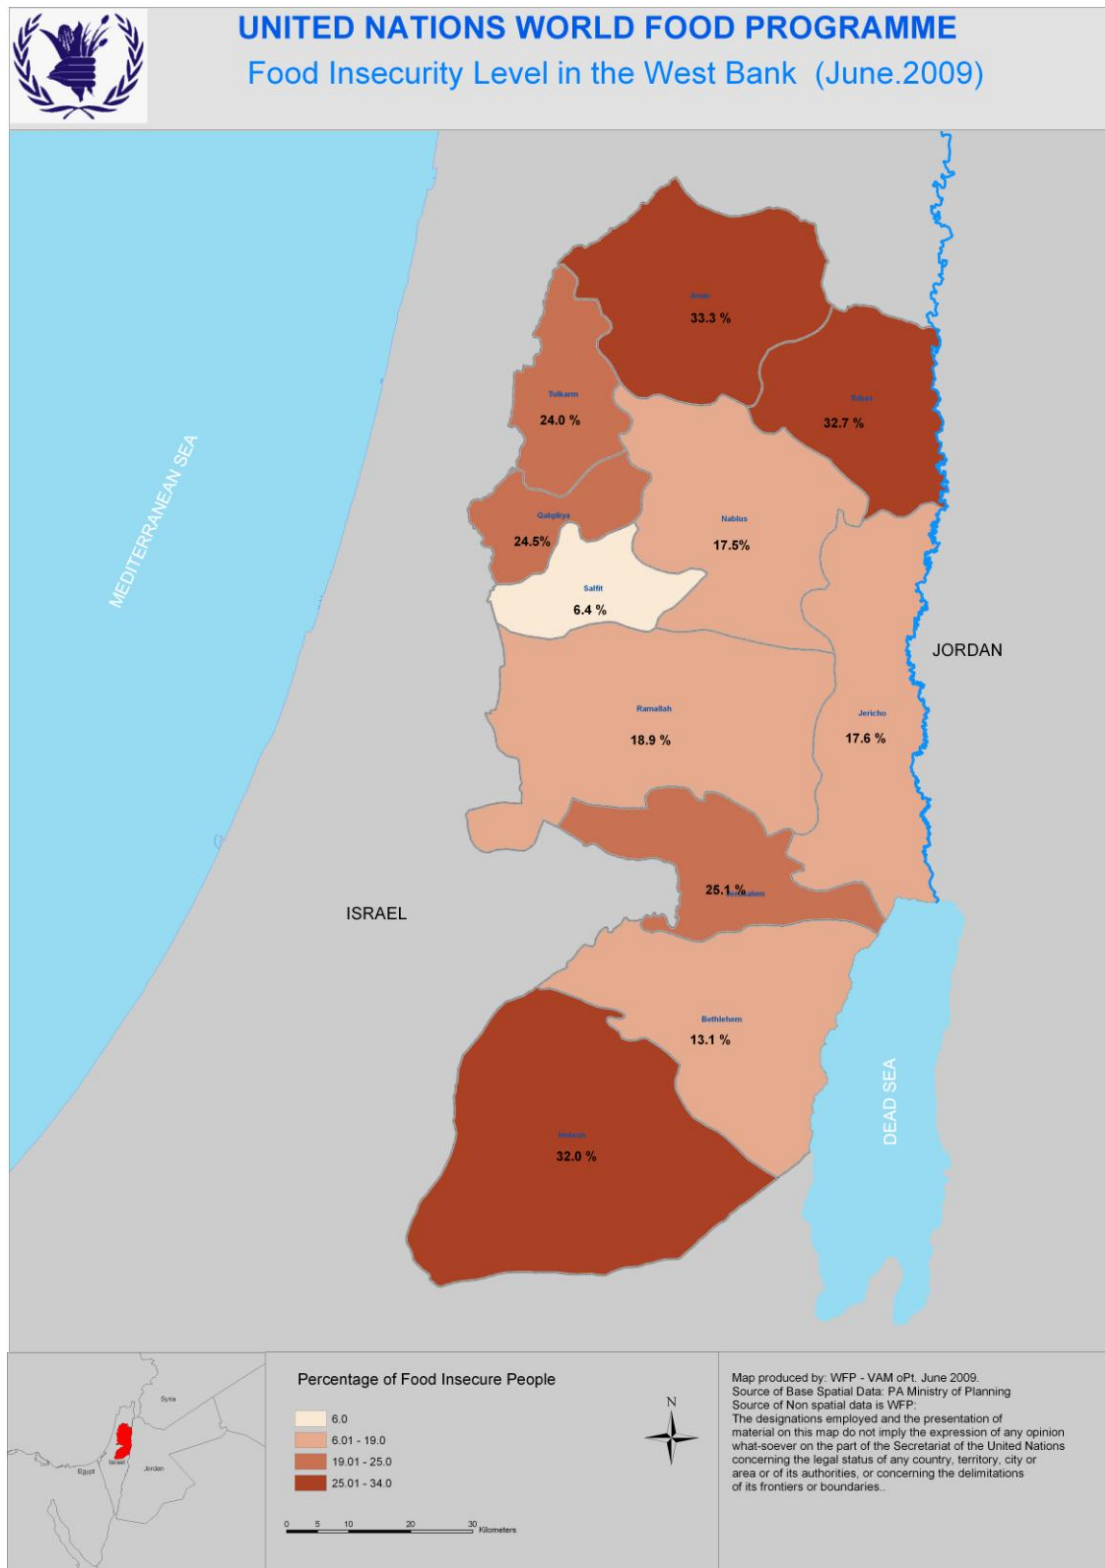 UNITED NATIONS WORLD FOOD PROGRAMME
Food Insecurity Level in the West Bank (June.2009)
Jenin
33.3 %
Tubas
32.7 %
Tulkarm
24.0 %
Qalqiliya
24.5%
Nablus
17.5%
Salfit
6.4 %
MEDITERRANEAN SEA
JORDAN
Ramallah
18.9 %
Jericho
17.6 %
25.1 %
Jerusalem
ISRAEL
Bethlehem
13.1 %
DEAD SEA
Hebron
32.0 %
Syria
Israel
Egypt
Jorden
Percentage of Food Insecure People
6.0
6.01 - 19.0
19.01 - 25.0
25.01 - 34.0
0 5 10 20 30
Kilometers
N
Map produced by: WFP - VAM oPt. June 2009.
Source of Base Spatial Data: PA Ministry of Planning
Source of Non spatial data is WFP:
The designations employed and the presentation of
material on this map do not imply the expression of any opinion
what-soever on the part of the Secretariat of the United Nations
concerning the legal status of any country, territory, city or
area or of its authorities, or concerning the delimitations
of its frontiers or boundaries..